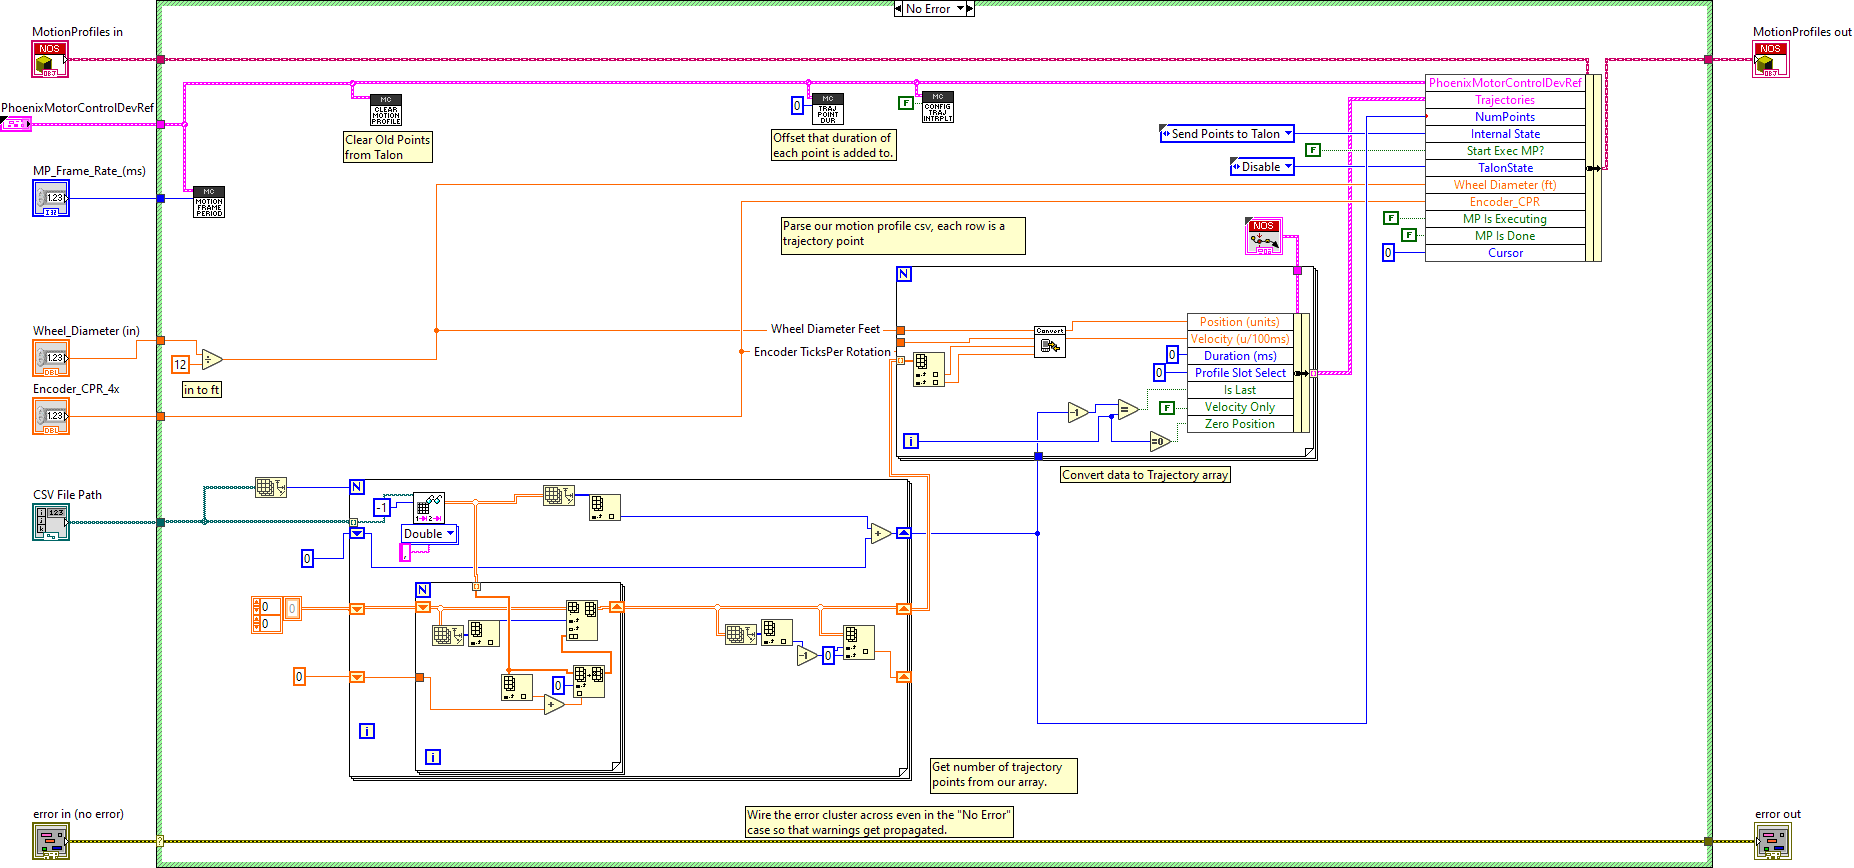 No Error
MotionProfiles in
NOS
OBJ
MotionProfiles out
NOS
OBJ
PhoenixMotorControlDevRef
MC
CLEAR
MOTION
PROFILE
Clear Old Points
from Talon
0
MC
TRAJ
POINT
DUR
Offset that duration of
each point is added to.
F
MC
CONFIG
TRAJ
INTRPLT
PhoenixMotorControlDevRef
Trajectories
NumPoints
Internal State
Start Exec MP?
TalonState
Wheel Diameter (ft)
Encoder_CPR
MP Is Executing
MP Is Done
Cursor
Send Points to Talon
F
Disable
F
F
0
MP_Frame_Rate_(ms)
1.23
I32
MC
MOTION
FRAME
PERIOD
Parse our motion profile csv, each row is a
trajectory point
NOS
N
Wheel_Diameter (in)
1.23
DBL
12
÷
in to ft
Wheel Diameter Feet
Encoder TicksPer Rotation
Convert
Position (units)
Velocity (u/100ms)
Duration (ms)
Profile Slot Select
Is Last
Velocity Only
Zero Position
0
0
F
-1
=
=0
i
Encoder_CPR_4x
1.23
DBL
Convert data to Trajectory array
CSV File Path
123
N
-1
1 2
Double
,
0
+
N
0
0
0
0
+
0
-1
0
i
i
Get number of trajectory
points from our array.
Wire the error cluster across even in the "No Error"
case so that warnings get propagated.
error in (no error)
?
error out